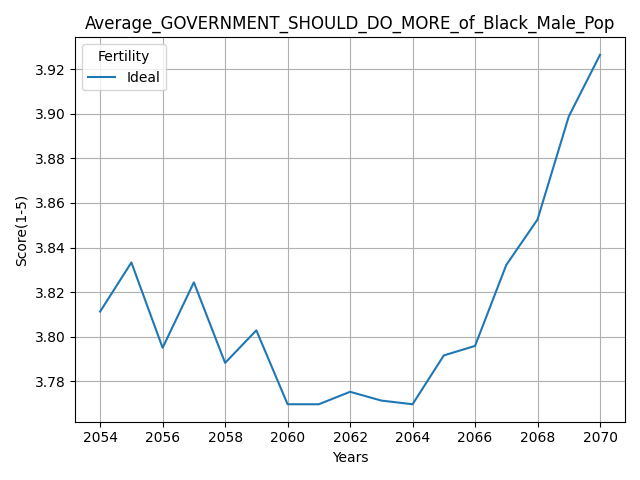 Average_GOVERNMENT_SHOULD_DO_MORE_of_Black_Male_Pop
Fertility
Ideal
3.92
3.90
3.88
3.86
3.84
3.82
3.80
3.78
Score(1-5)
2054 2056 2058 2060 2062 2064 2066 2068 2070
Years